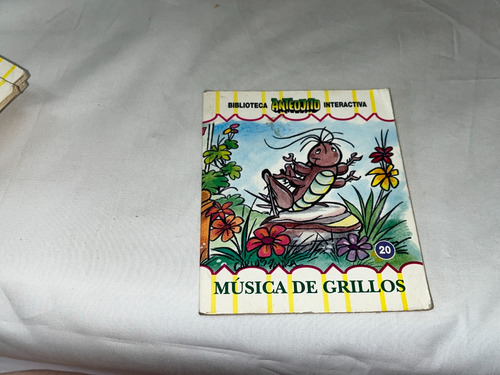 BIBLIOTECA ANTEOJITO INTERACTIVA
20
MÚSICA DE GRILLOS